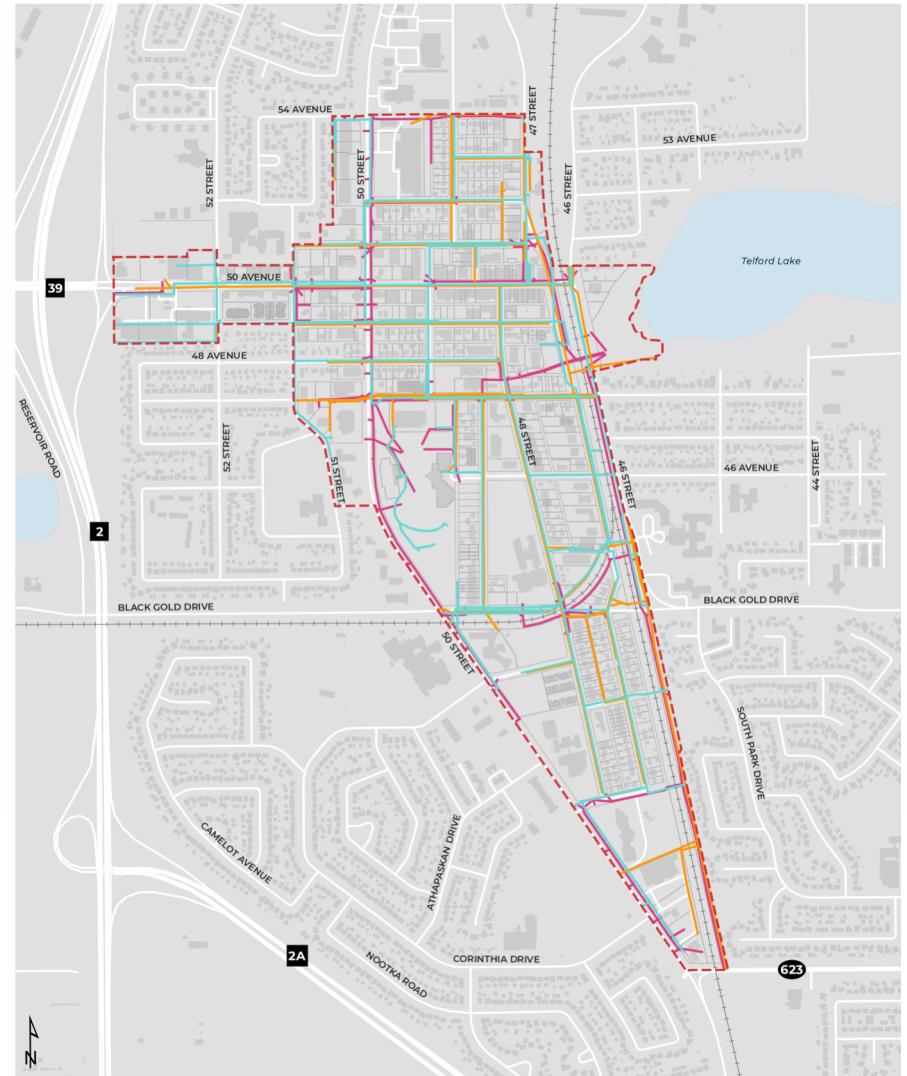 54 AVENUE
47 STREET
53 AVENUE
50 STREET
52 STREET
46 STREET
Telford Lake
50 AVENUE
39
48 AVENUE
RESERVOIR ROAD
52 STREET
48 STREET
44 STREET
51 STREET
46 STREET
46 AVENUE
2
BLACK GOLD DRIVE
BLACK GOLD DRIVE
50 STREET
SOUTH PARK DRIVE
CAMELOT AVENUE
ATHAPASKAN DRIVE
2A
NOOTKA ROAD
CORINTHIA DRIVE
623
N